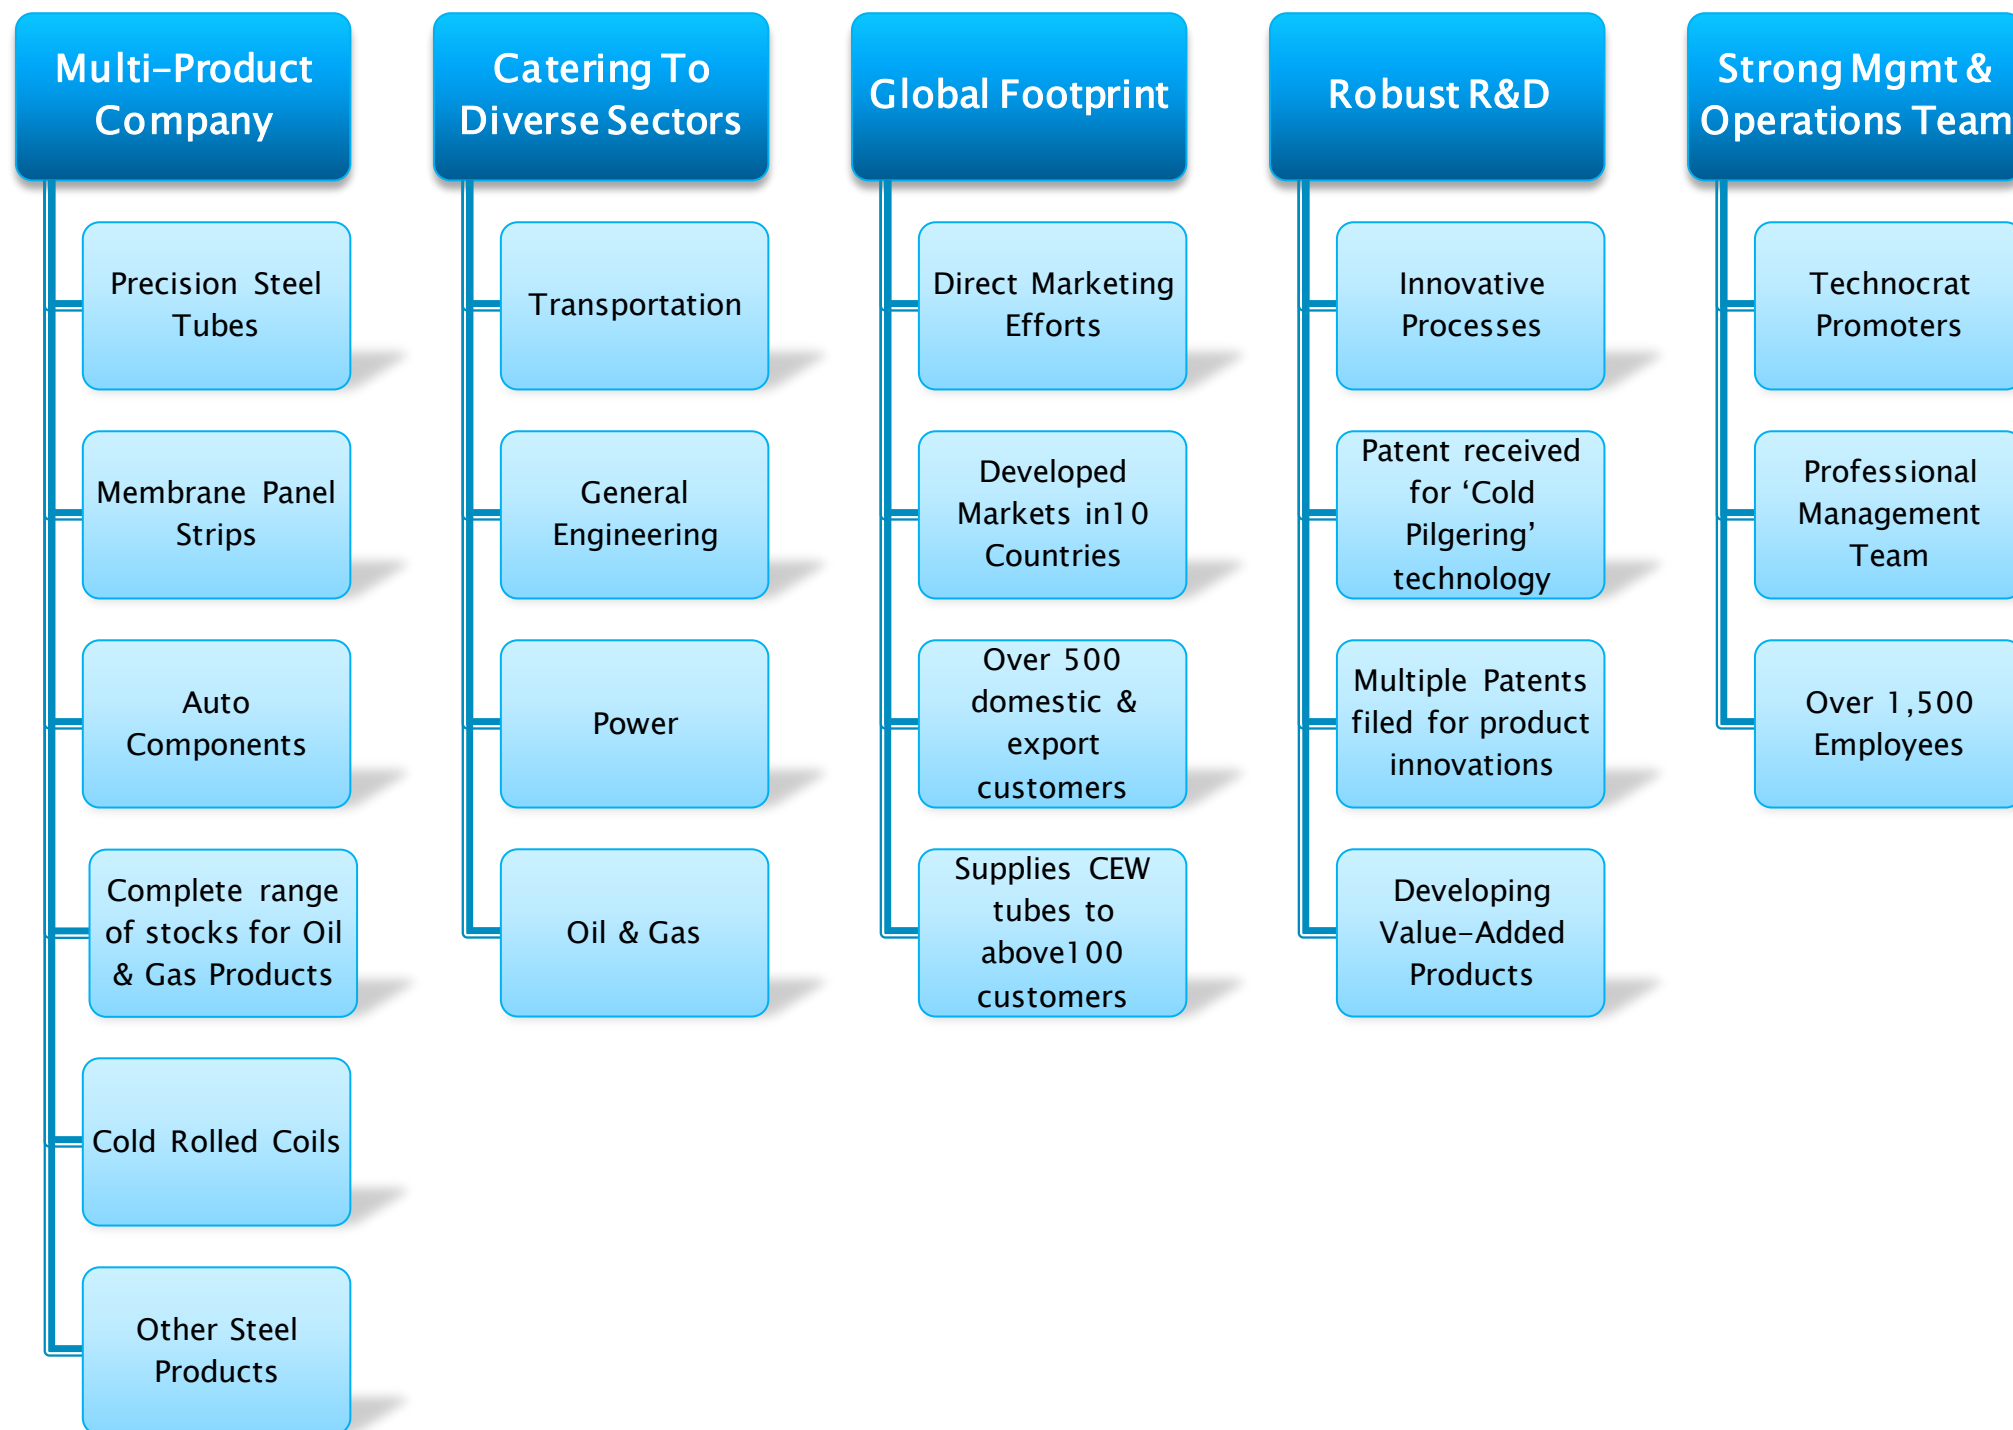 Multi-Product
Company
Precision Steel
Tubes
Membrane Panel
Strips
Auto
Components
Complete range
of stocks for Oil
& Gas Products
Cold Rolled Coils
Other Steel
Products
Catering To
Diverse Sectors
Transportation
General
Engineering
Power
Oil & Gas
Global Footprint
Direct Marketing
Efforts
Developed
Markets in10
Countries
Over 500
domestic &
export
customers
Supplies CEW
tubes to
above100
customers
Robust R&D
Innovative
Processes
Patent received
for ‘Cold
Pilgering’
technology
Multiple Patents
filed for product
innovations
Developing
Value-Added
Products
Strong Mgmt &
Operations Team
Technocrat
Promoters
Professional
Management
Team
Over 1,500
Employees